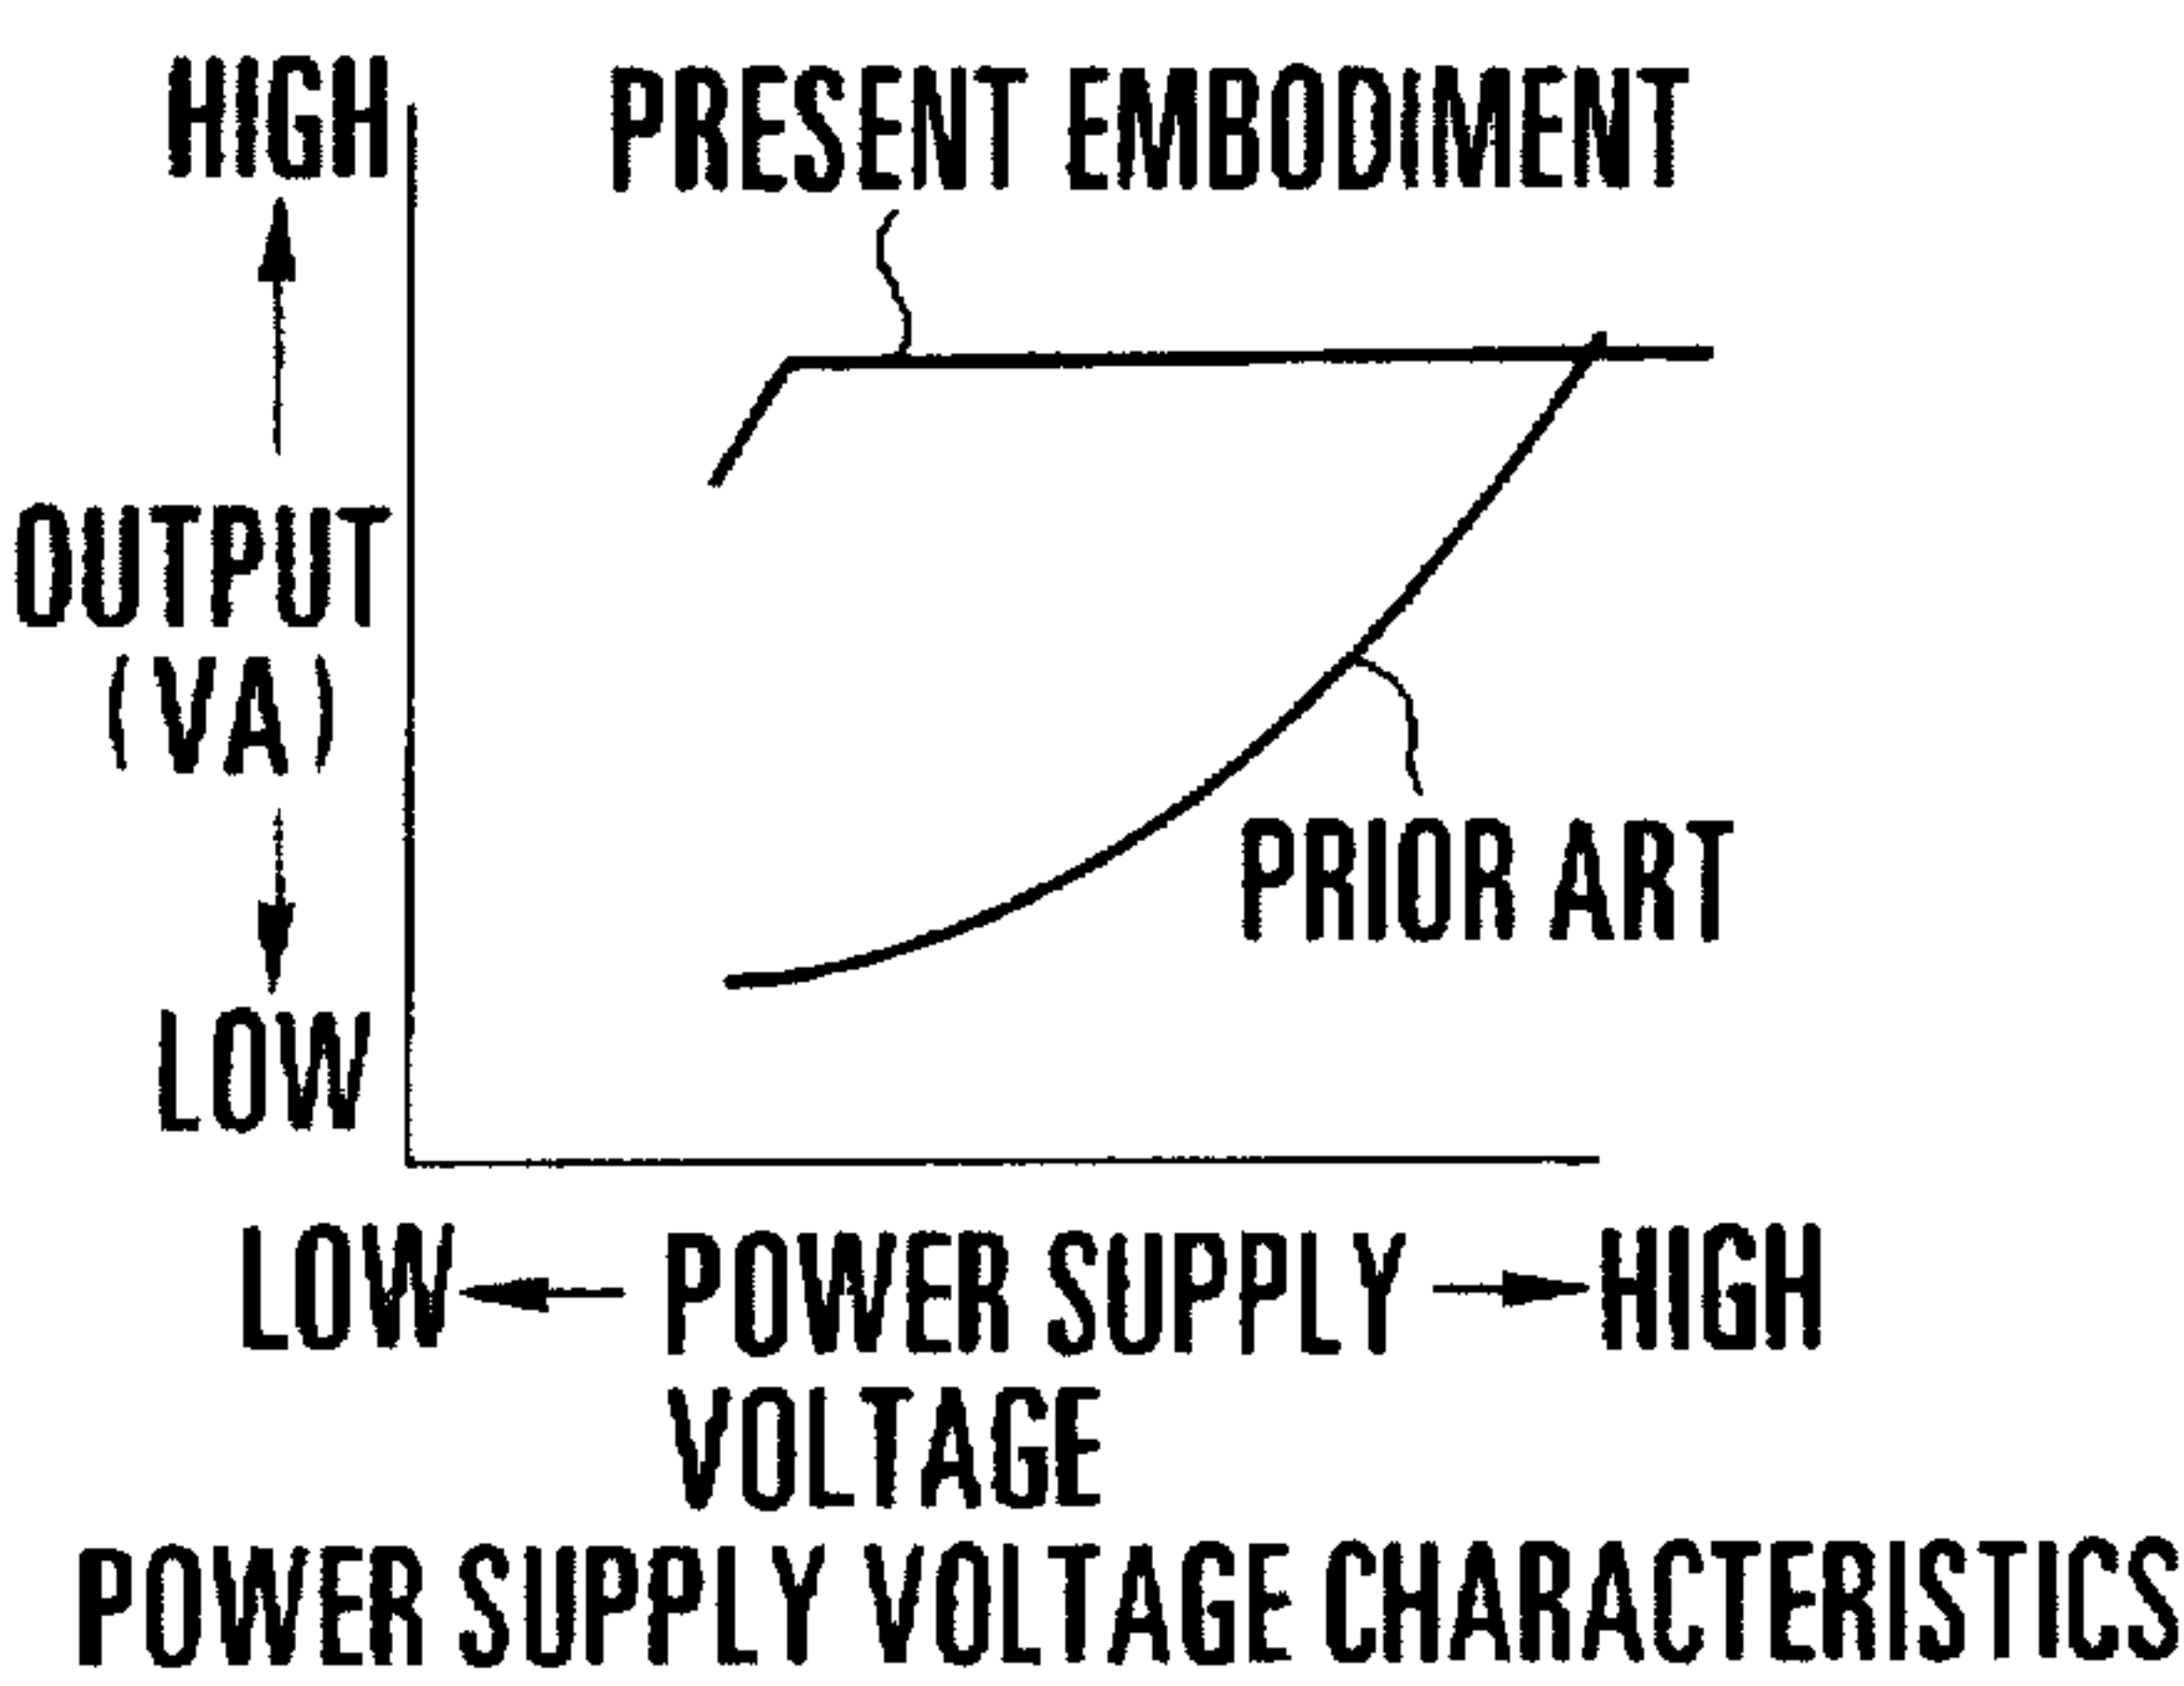 HIGH
PRESENT EMBODIMENT
OUTPUT
(VA)
PRIOR ART
LOW
LOW
POWER SUPPLY
HIGH
VOLTAGE
POWER SUPPLY VOLTAGE CHARACTERISTICS